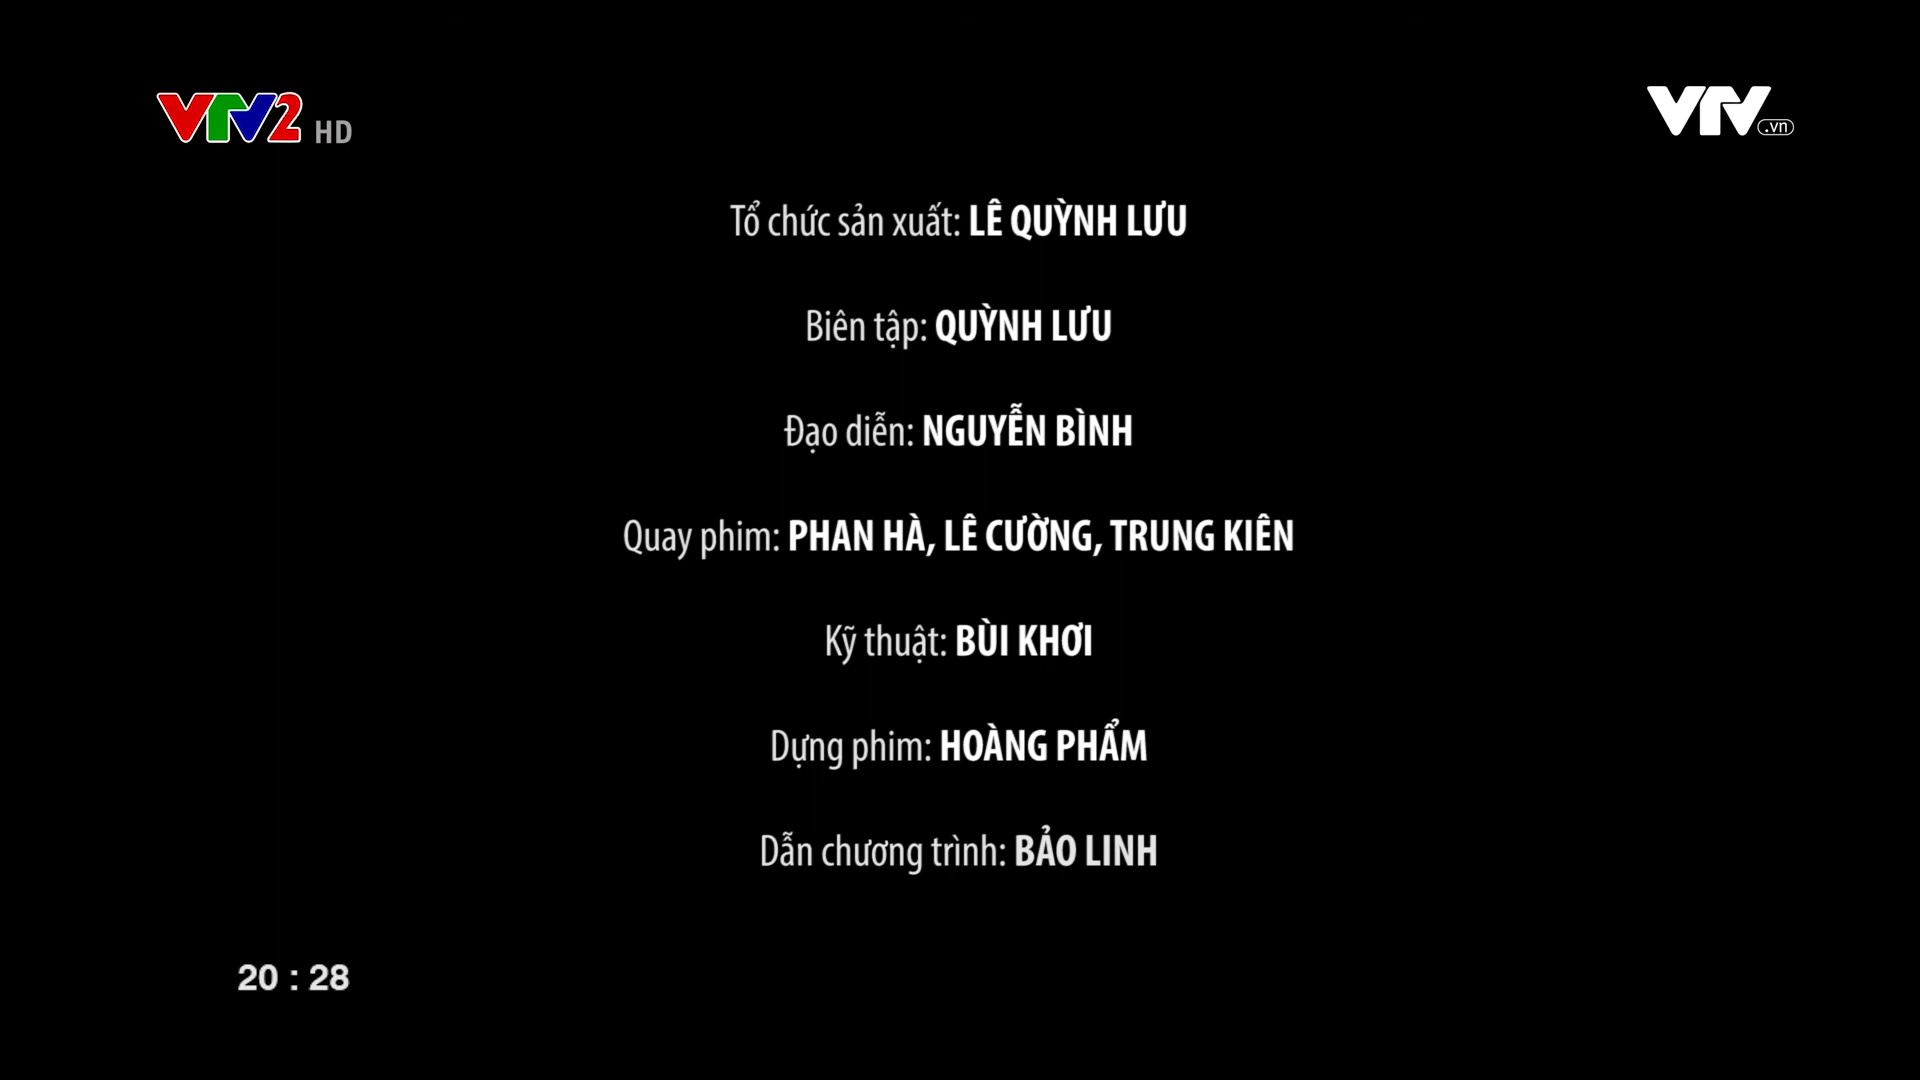 VTV2 HD
VTV.vn
Tổ chức sản xuất: LÊ QUỲNH LƯU
Biên tập: QUỲNH LƯU
Đạo diễn: NGUYỄN BÌNH
Quay phim: PHAN HÀ, LÊ CƯỜNG, TRUNG KIÊN
Kỹ thuật: BÙI KHƠI
Dựng phim: HOÀNG PHẨM
Dẫn chương trình: BẢO LINH
20 : 28